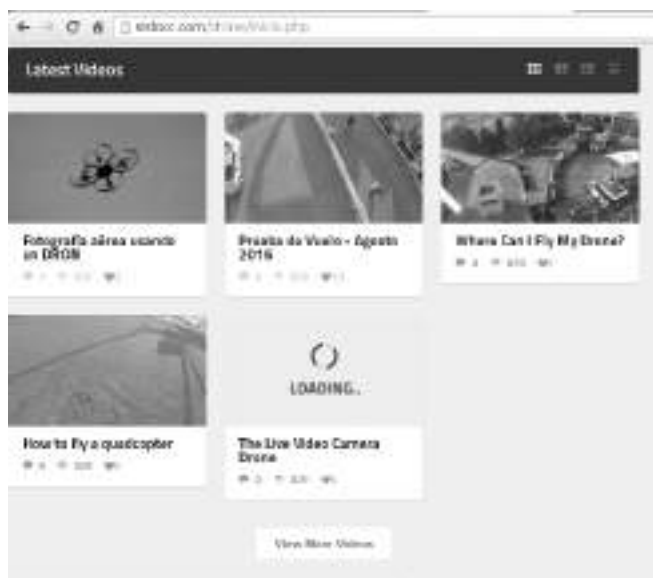 Latest Videos
Fotografía aérea usando
un DRON
Prueba de Vuelo - Agosto
2016
Where Can I Fly My Drone?
LOADING..
How to fly a quadcopter
The Live Video Camera
Drone
View More Videos